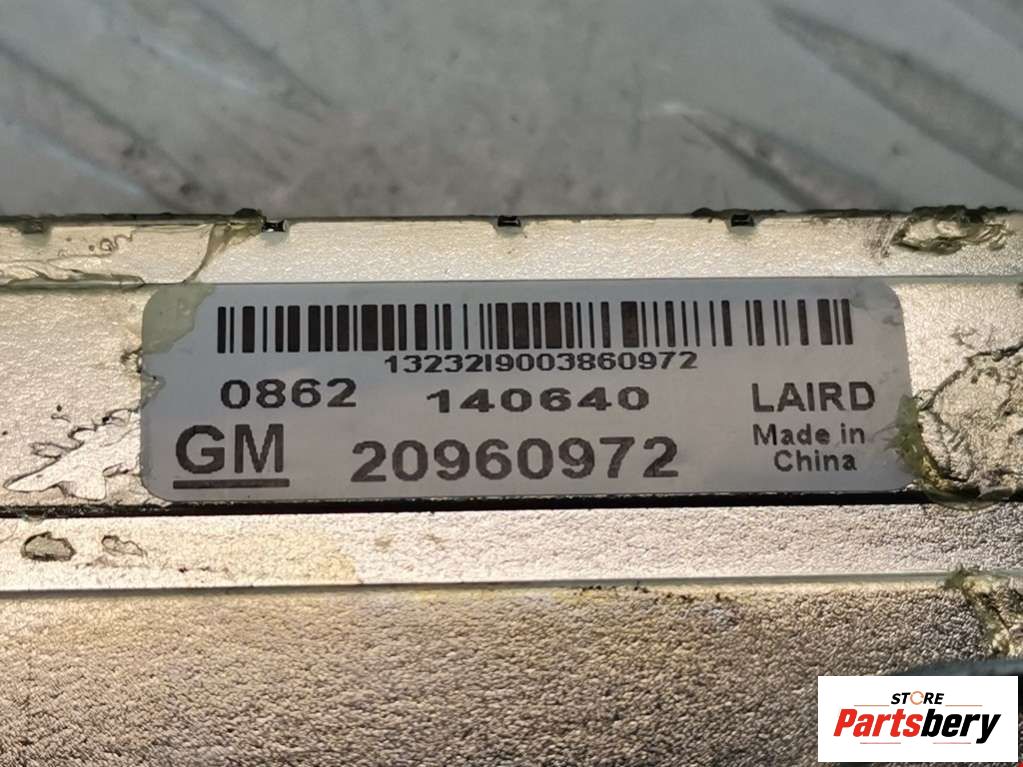 13232I9003860972
0862 140640 LAIRD
GM 20960972 Made in
China
STORE
Partsbery